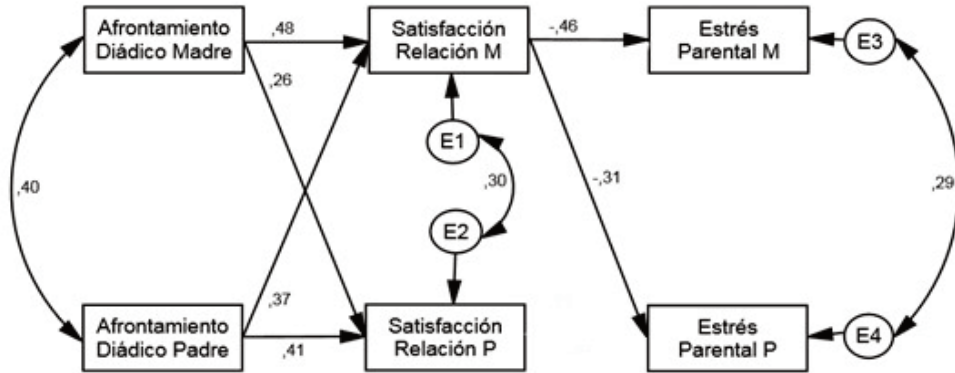 Afrontamiento
Diádico Madre
,48
Satisfacción
Relación M
-,46
Estrés
Parental M
E3
,26
E1
,40
,30
-,31
,29
E2
,37
Afrontamiento
Diádico Padre
,41
Satisfacción
Relación P
Estrés
Parental P
E4